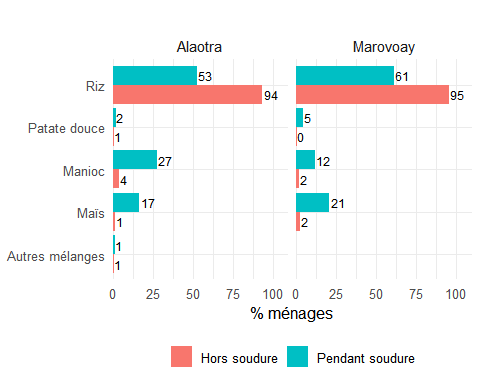 Alaotra Marovoay
Riz 53 61
94 95
Patate douce 2 5
1 0
Manioc 27 12
4 2
Maïs 17 21
1 2
Autres mélanges 1
1
0 25 50 75 100 0 25 50 75 100
% ménages
Hors soudure Pendant soudure